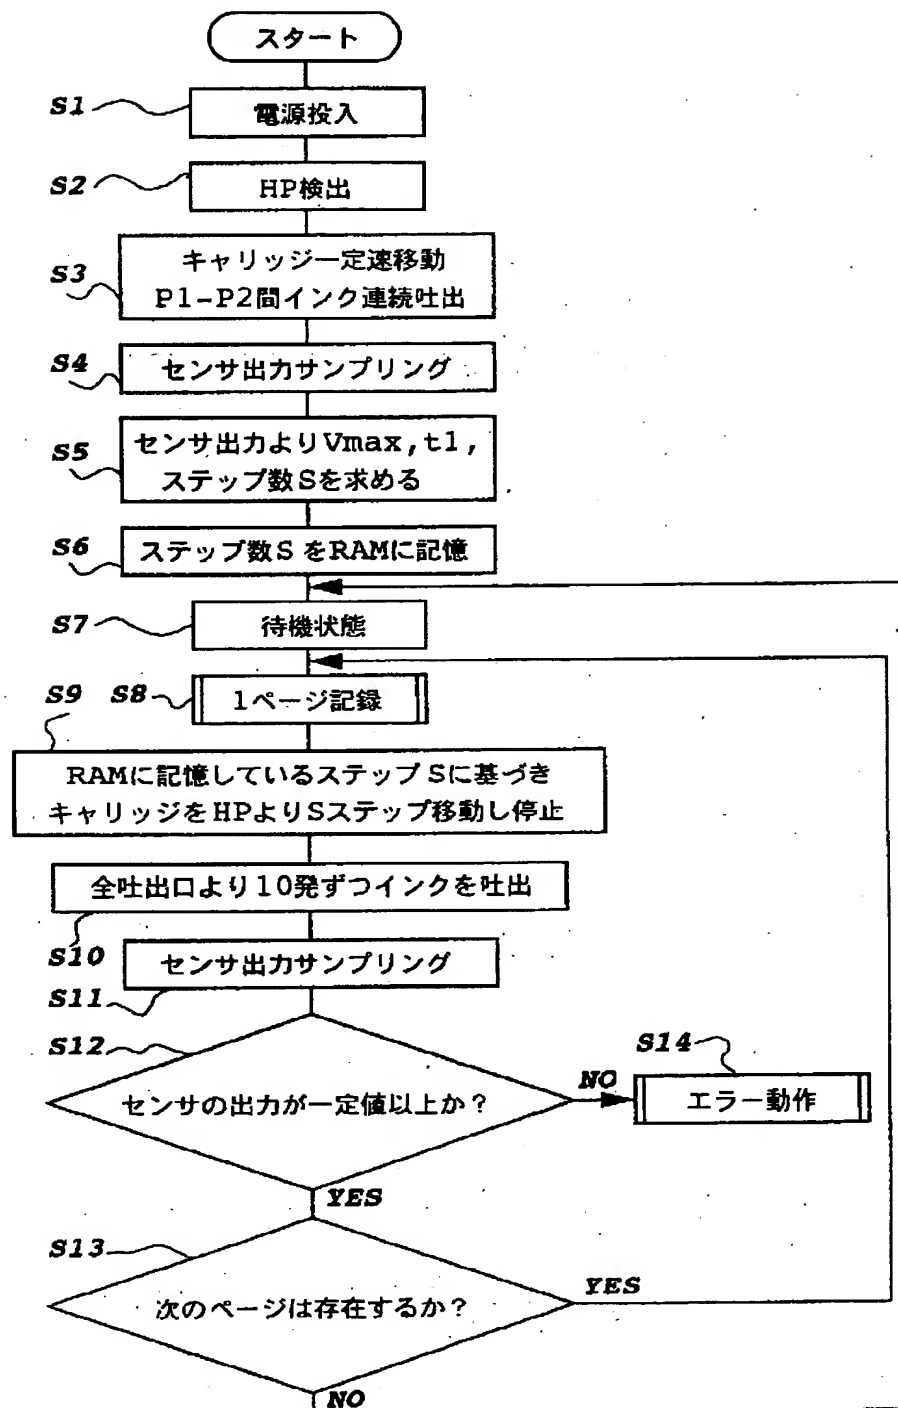 スタート
S1
電源投入
S2
HP検出
S3
キャリッジ一定速移動
P1-P2間インク連続吐出
S4
センサ出力サンプリング
S5
センサ出力よりVmax,t1,
ステップ数Sを求める
S6
ステップ数SをRAMに記憶
S7
待機状態
S9
S8
1ページ記録
RAMに記憶しているステップSに基づき
キャリッジをHPよりSステップ移動し停止
全吐出口より10発ずつインクを吐出
S10
センサ出力サンプリング
S11
S12
センサの出力が一定値以上か?
NO
S14
エラー動作
YES
S13
次のページは存在するか?
YES
NO